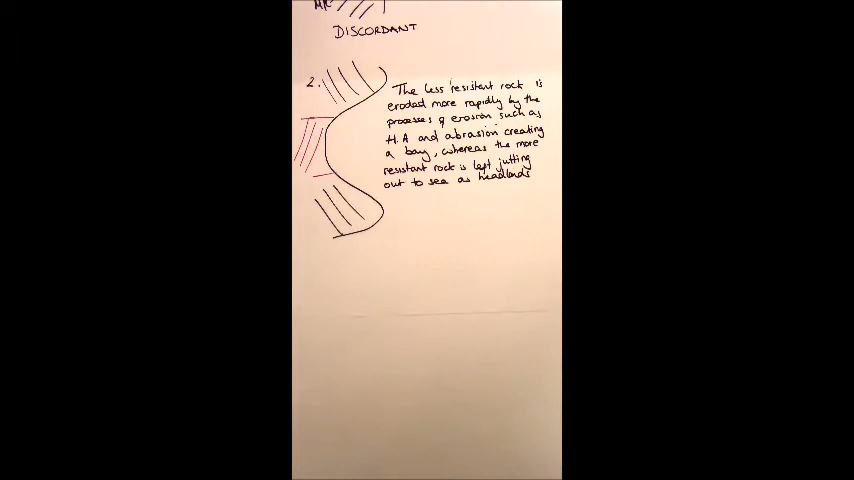 MR
DISCORDANT
2.
The less resistant rock is
eroded more rapidly by the
processes of erosion such as
H.A and abrasion creating
a bay, whereas the more
resistant rock is left jutting
out to sea as headlands